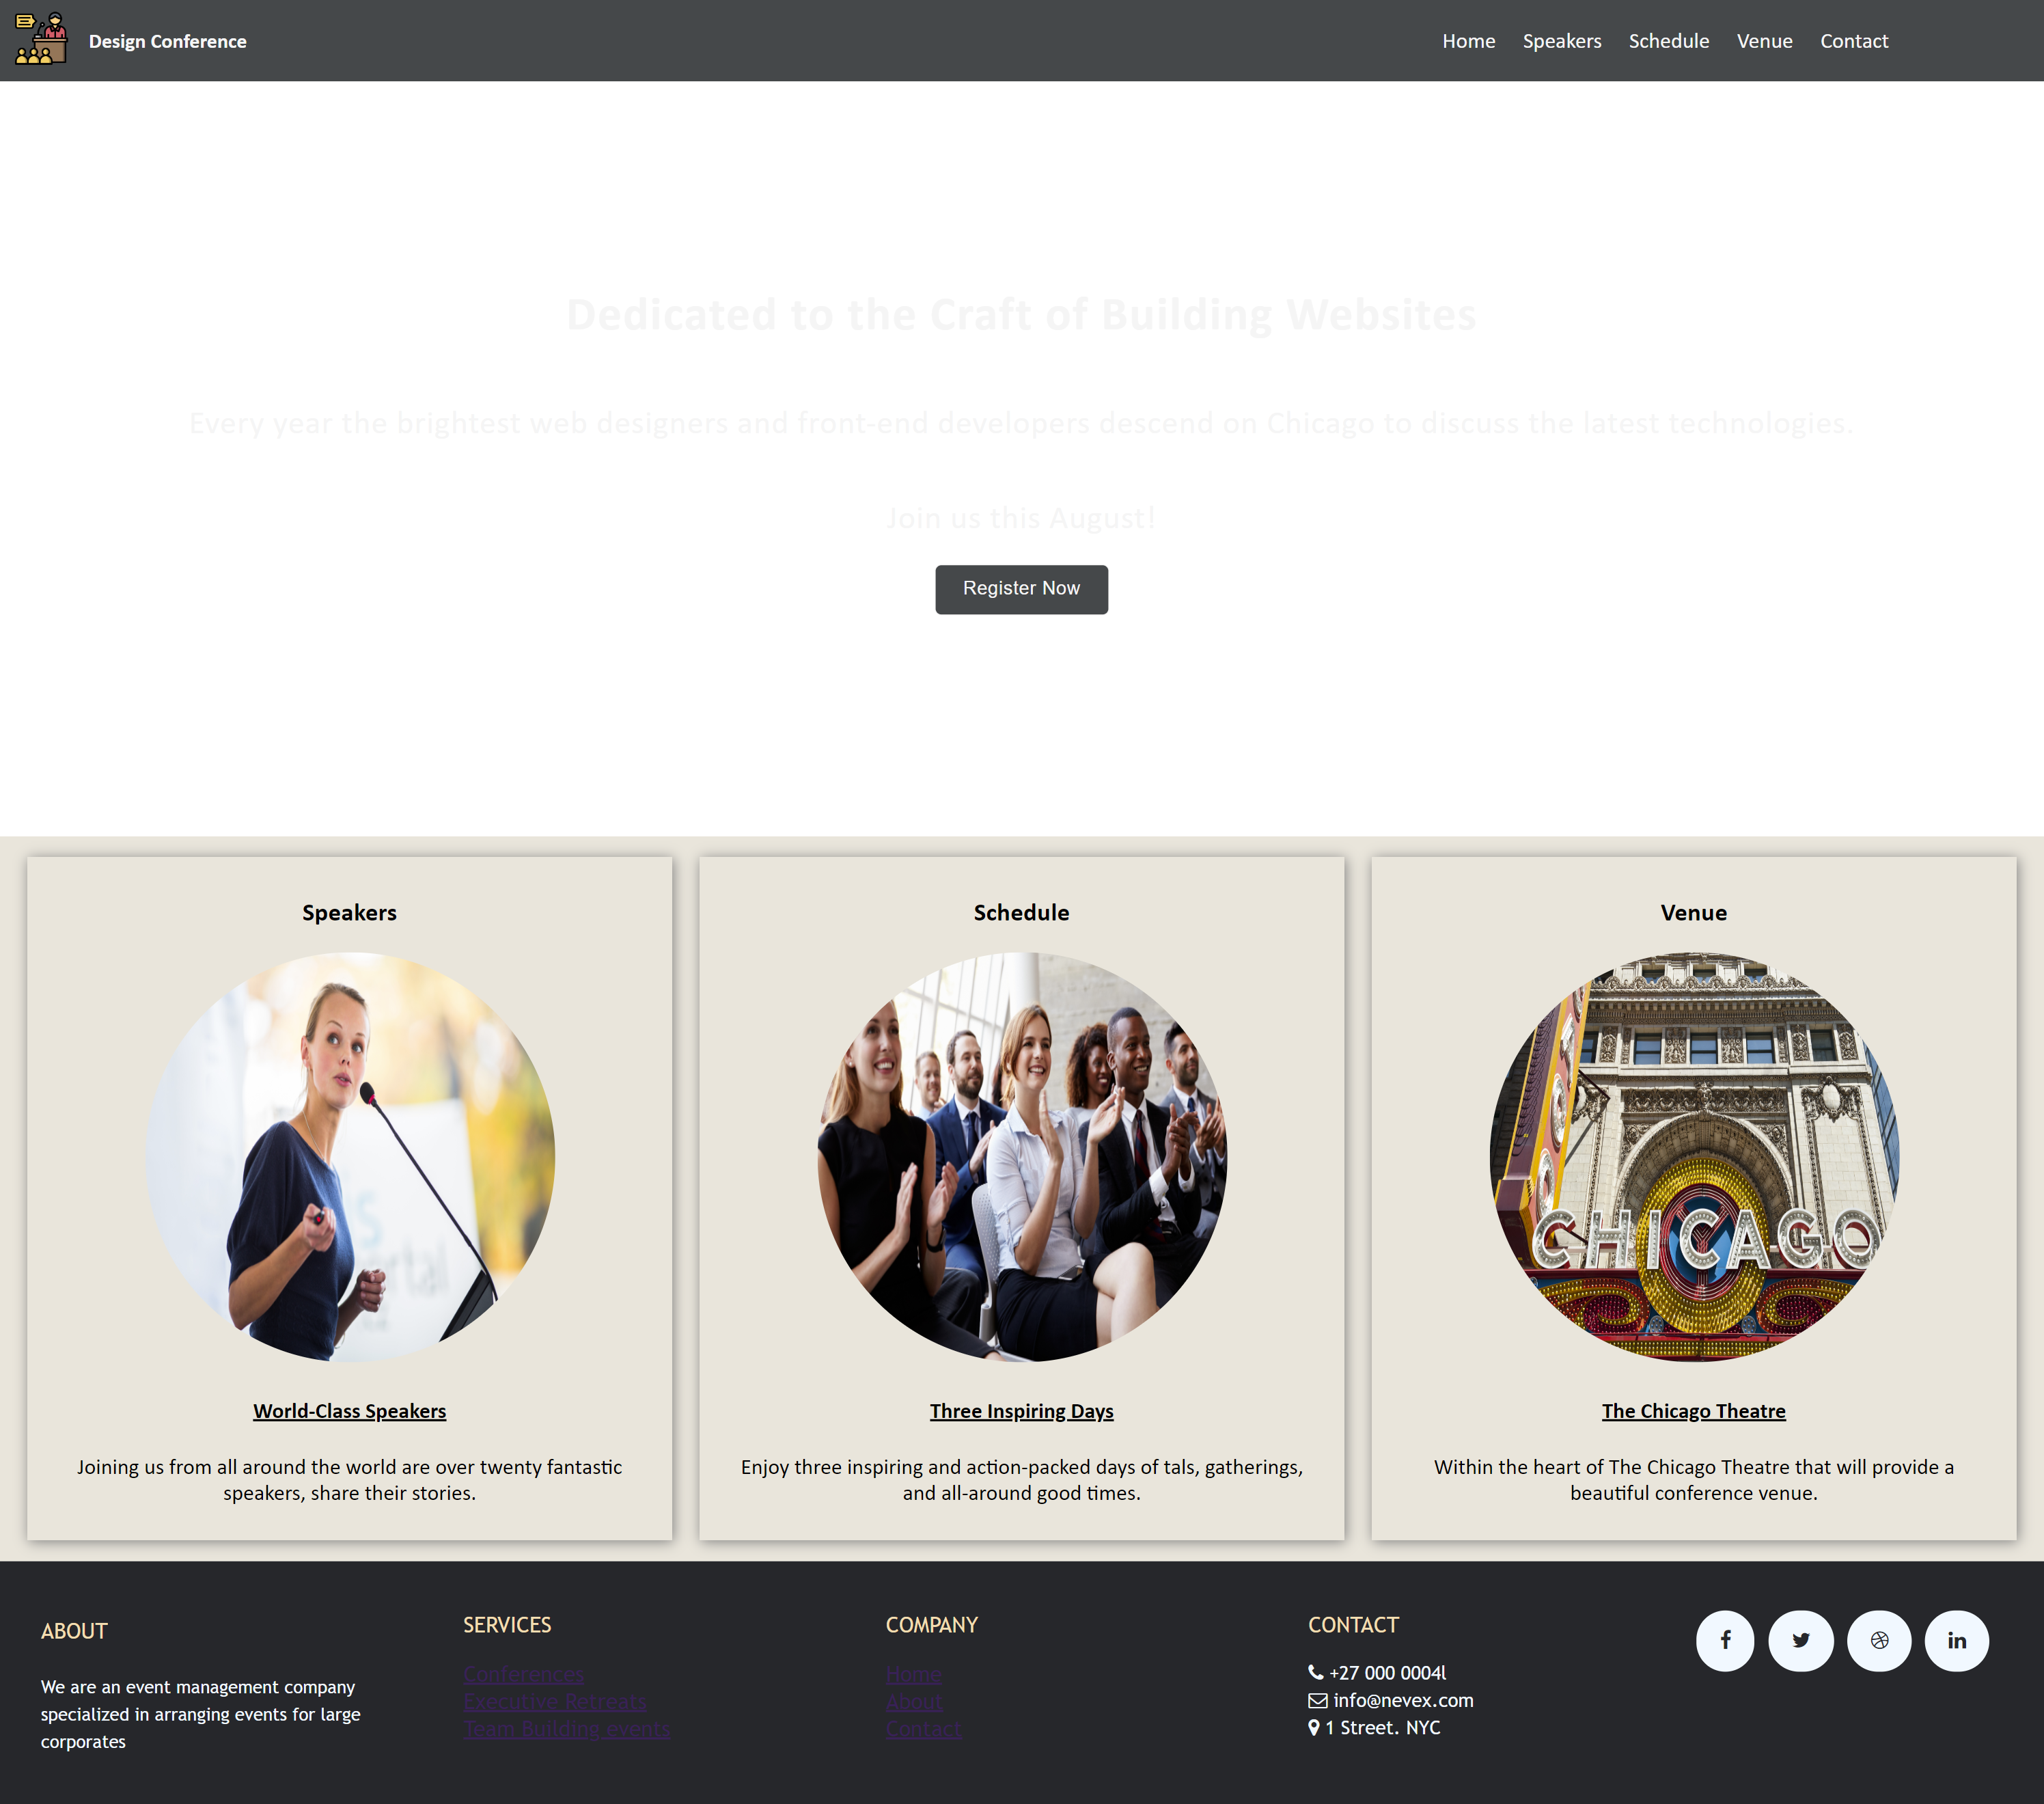 Design Conference
Home Speakers Schedule Venue Contact
Dedicated to the Craft of Building Websites
Every year the brightest web designers and front-end developers descend on Chicago to discuss the latest technologies.
Join us this August!
Register Now
Speakers
World-Class Speakers
Joining us from all around the world are over twenty fantastic
speakers, share their stories.
Schedule
Three Inspiring Days
Enjoy three inspiring and action-packed days of tals, gatherings,
and all-around good times.
Venue
CHICAGO
The Chicago Theatre
Within the heart of The Chicago Theatre that will provide a
beautiful conference venue.
ABOUT
We are an event management company
specialized in arranging events for large
corporates
SERVICES
Conferences
Executive Retreats
Team Building events
COMPANY
Home
About
Contact
CONTACT
+27 000 0004l
info@nevex.com
1 Street. NYC